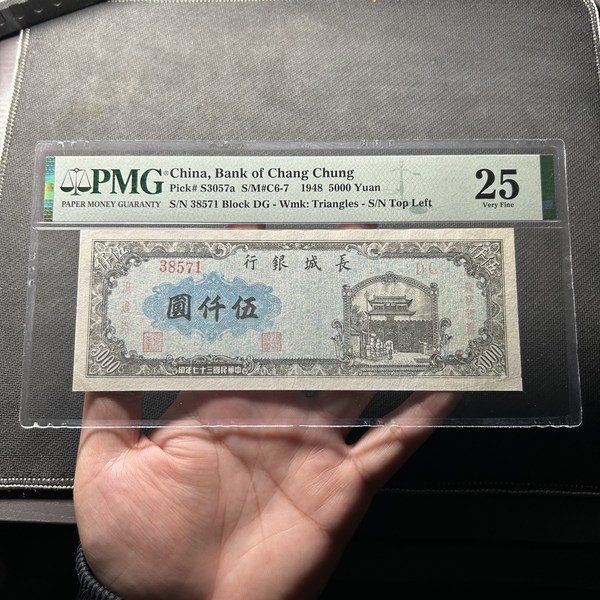 PMG
PAPER MONEY GUARANTY
China, Bank of Chang Chung
Pick# S3057a S/M#C6-7 1948 5000 Yuan
S/N 38571 Block DG - Wmk: Triangles - S/N Top Left
25
Very Fine
38571
行銀城長
圓仟伍
5000
5000
印年七十三國民華中